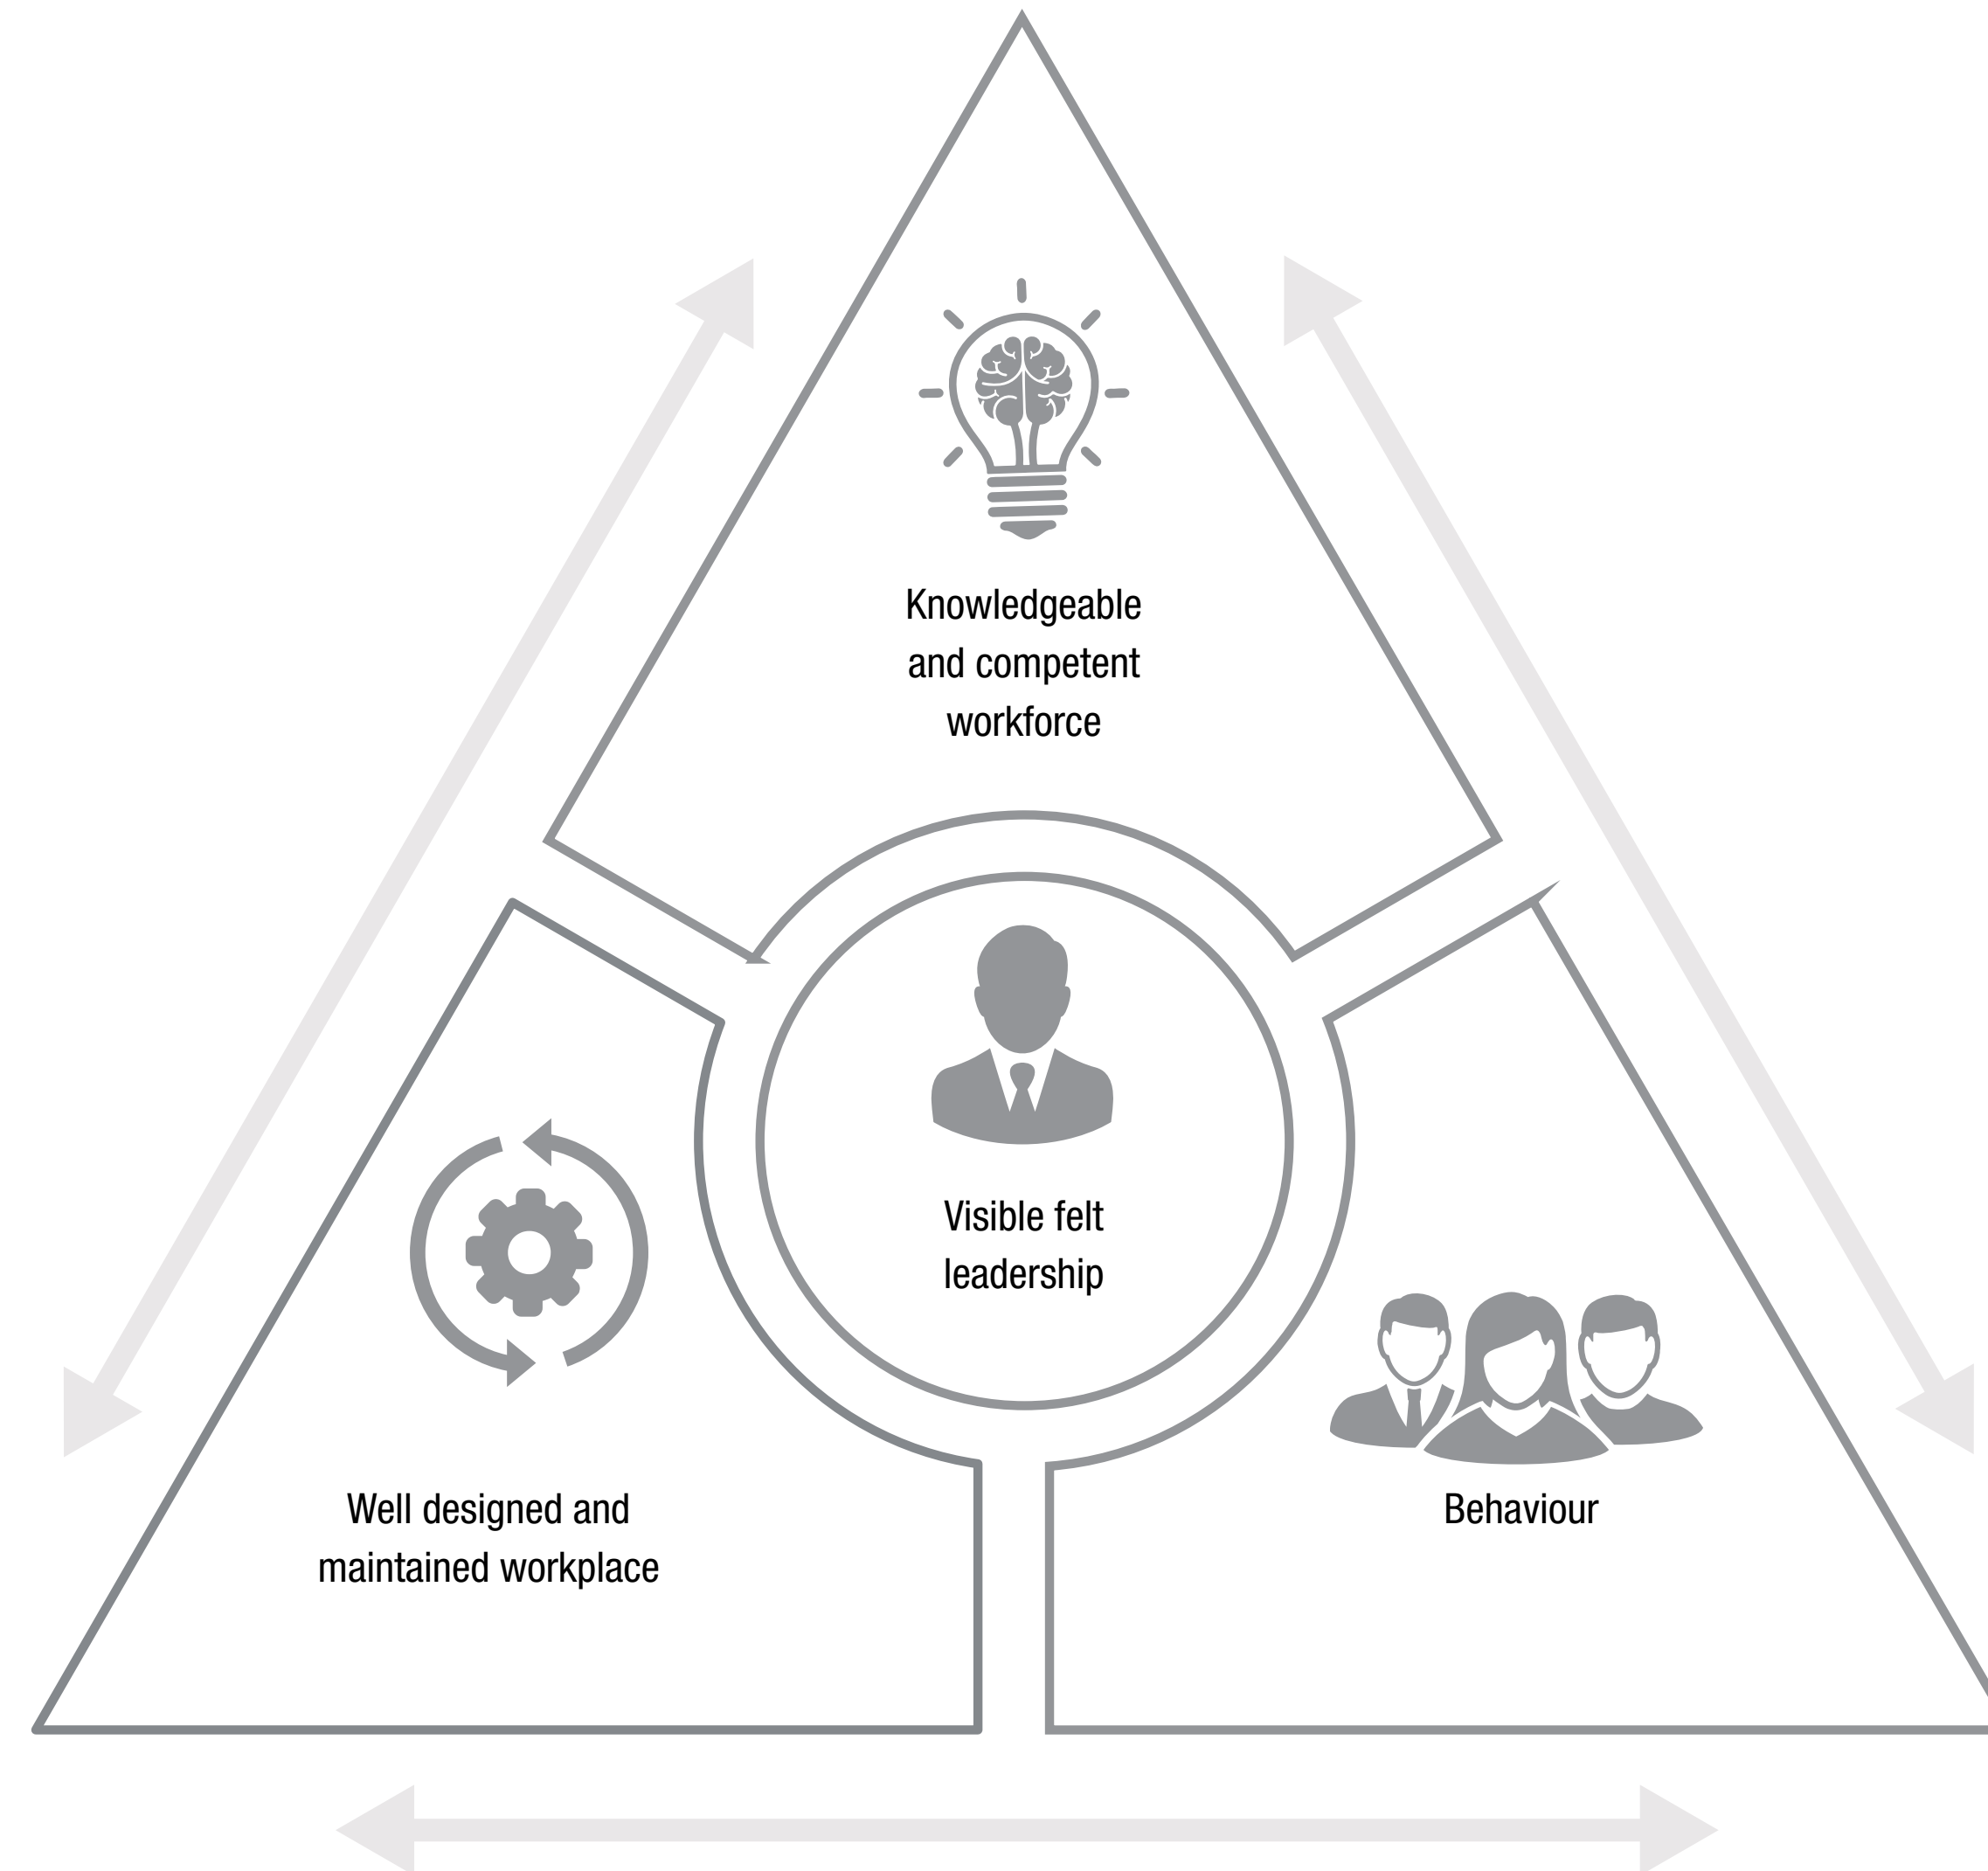 Knowledgeable
and competent
workforce
Visible felt
leadership
Well designed and
maintained workplace
Behaviour